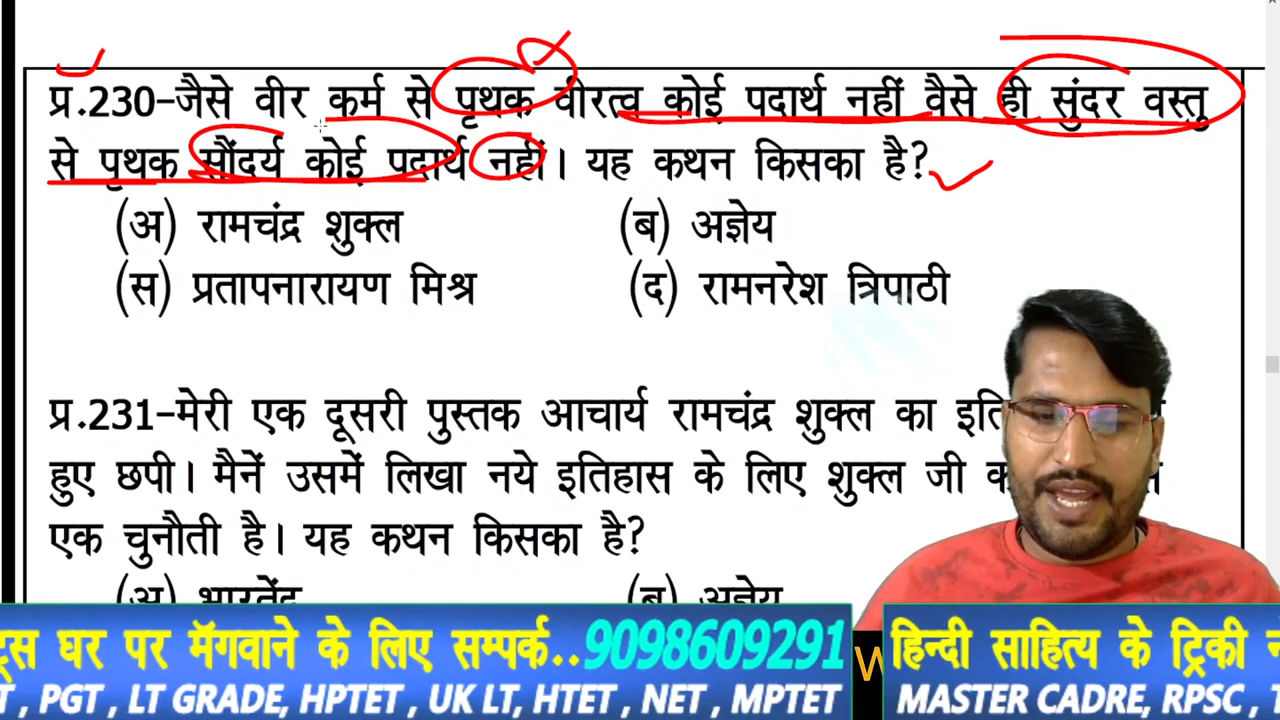 प्र.230-जैसे वीर कर्म से पृथक वीरत्व कोई पदार्थ नहीं वैसे ही सुंदर वस्तु
से पृथक सौंदर्य कोई पदार्थ नहीं। यह कथन किसका है?
(अ) रामचंद्र शुक्ल (ब) अज्ञेय
(स) प्रतापनारायण मिश्र (द) रामनरेश त्रिपाठी
प्र.231-मेरी एक दूसरी पुस्तक आचार्य रामचंद्र शुक्ल का
हुए छपी। मैनें उसमें लिखा नये इतिहास के लिए शुक्ल जी
एक चुनौती है। यह कथन किसका है?
(अ) भारतेंदु (ब) अज्ञेय
घर पर मॅगवाने के लिए सम्पर्क..9098609291 हिन्दी साहित्य के ट्रिकी
, PGT , LT GRADE, HPTET , UK LT, HTET , NET , MPTET MASTER CADRE, RPSC ,